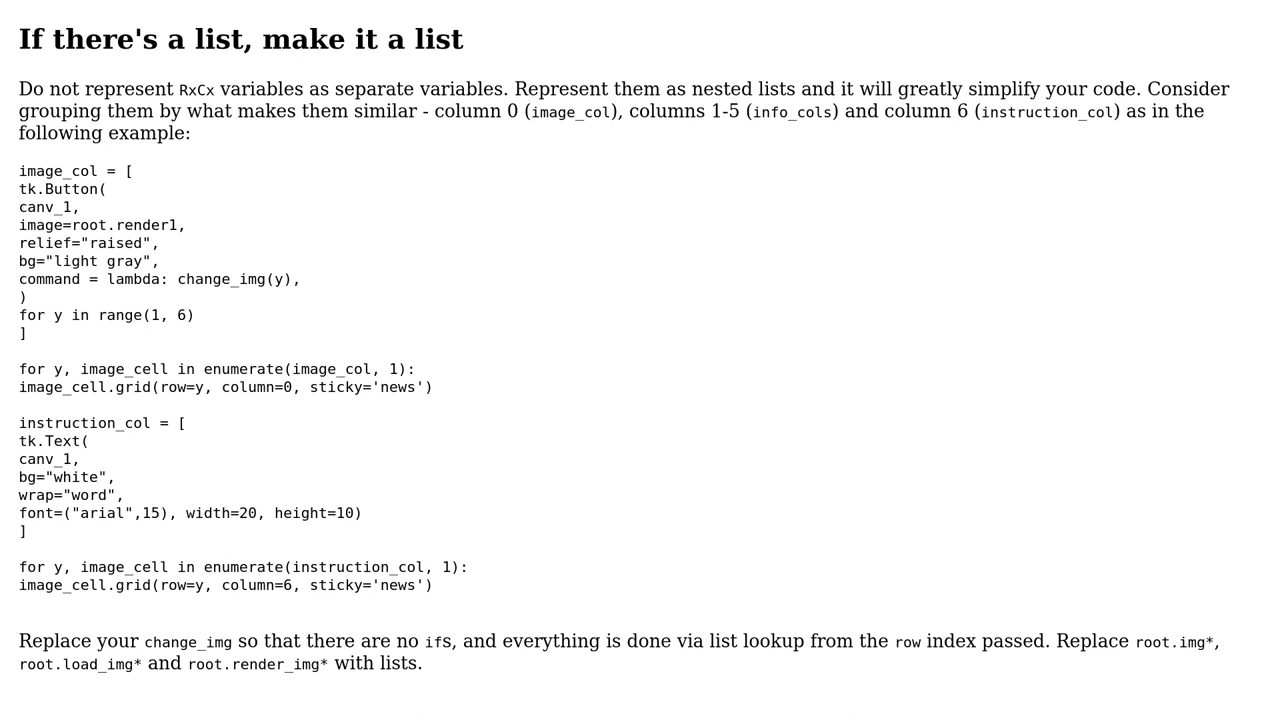 If there's a list, make it a list
Do not represent RxCx variables as separate variables. Represent them as nested lists and it will greatly simplify your code. Consider
grouping them by what makes them similar - column 0 (image_col), columns 1-5 (info_cols) and column 6 (instruction_col) as in the
following example:
image_col = [
tk.Button(
canv_1,
image=root.render1,
relief="raised",
bg="light gray",
command = lambda: change_img(y),
)
for y in range(1, 6)
]
for y, image_cell in enumerate(image_col, 1):
image_cell.grid(row=y, column=0, sticky='news')
instruction_col = [
tk.Text(
canv_1,
bg="white",
wrap="word",
font=("arial",15), width=20, height=10)
]
for y, image_cell in enumerate(instruction_col, 1):
image_cell.grid(row=y, column=6, sticky='news')
Replace your change_img so that there are no ifs, and everything is done via list lookup from the row index passed. Replace root.img*,
root.load_img* and root.render_img* with lists.